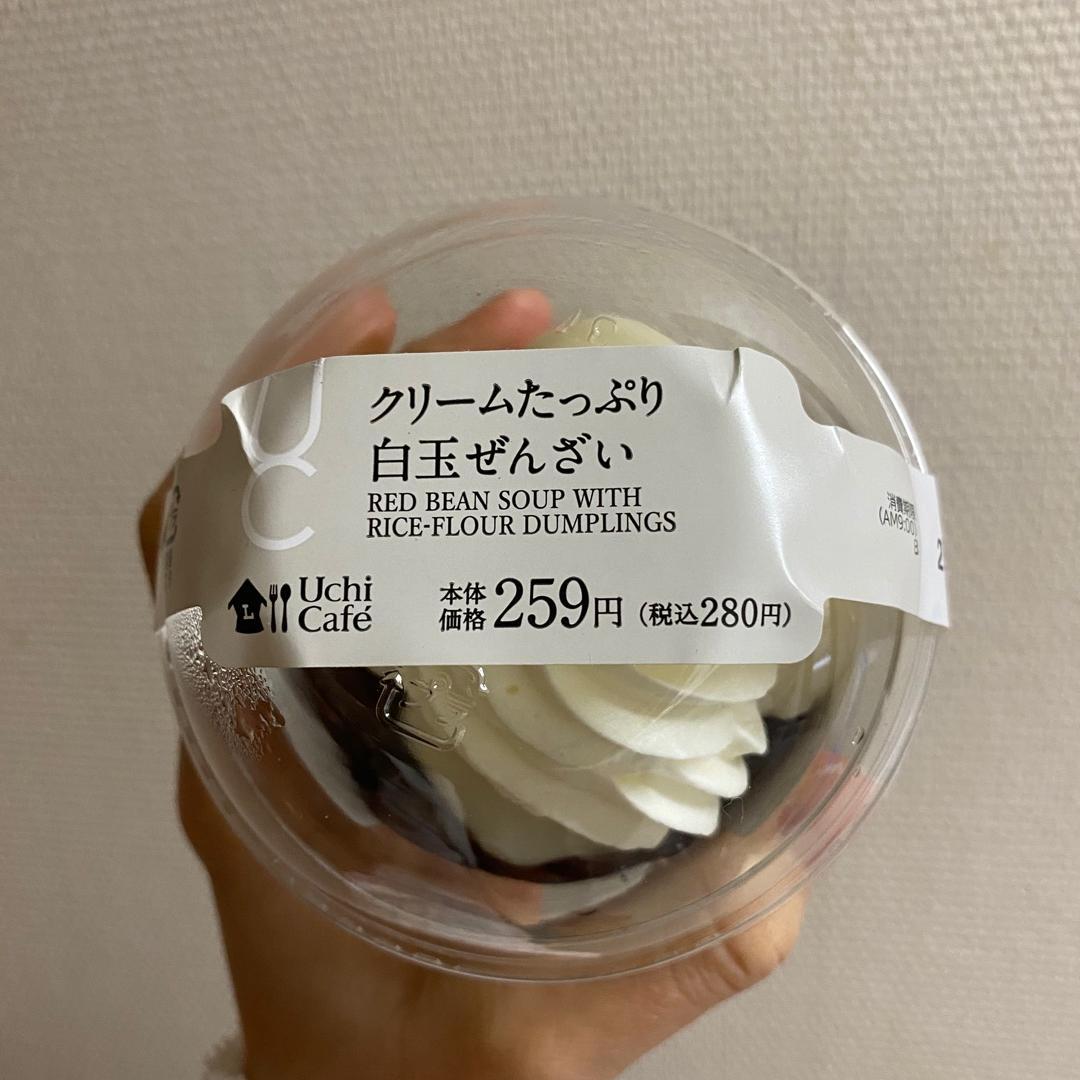 UC
クリームたっぷり
白玉ぜんざい
RED BEAN SOUP WITH
RICE-FLOUR DUMPLINGS
L
Uchi
Café
本体
価格 259円 (税込280円)
消費期限
(AM9:00)